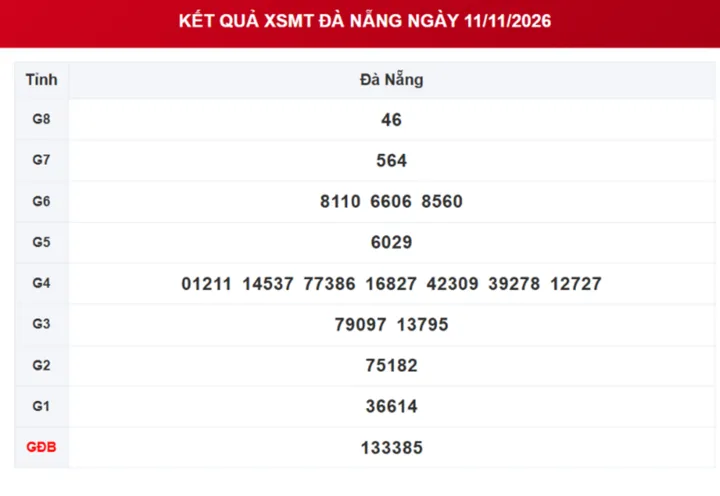 KẾT QUẢ XSMT ĐÀ NẴNG NGÀY 11/11/2026
Tỉnh Đà Nẵng
G8 46
G7 564
G6 8110 6606 8560
G5 6029
G4 01211 14537 77386 16827 42309 39278 12727
G3 79097 13795
G2 75182
G1 36614
GĐB 133385